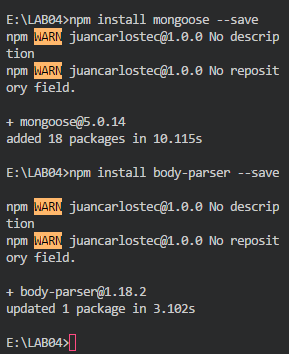 E:\LAB04>npm install mongoose --save
npm WARN juancarlostec@1.0.0 No descrip
tion
npm WARN juancarlostec@1.0.0 No reposit
ory field.
+ mongoose@5.0.14
added 18 packages in 10.115s
E:\LAB04>npm install body-parser --save
npm WARN juancarlostec@1.0.0 No descrip
tion
npm WARN juancarlostec@1.0.0 No reposit
ory field.
+ body-parser@1.18.2
updated 1 package in 3.102s
E:\LAB04>